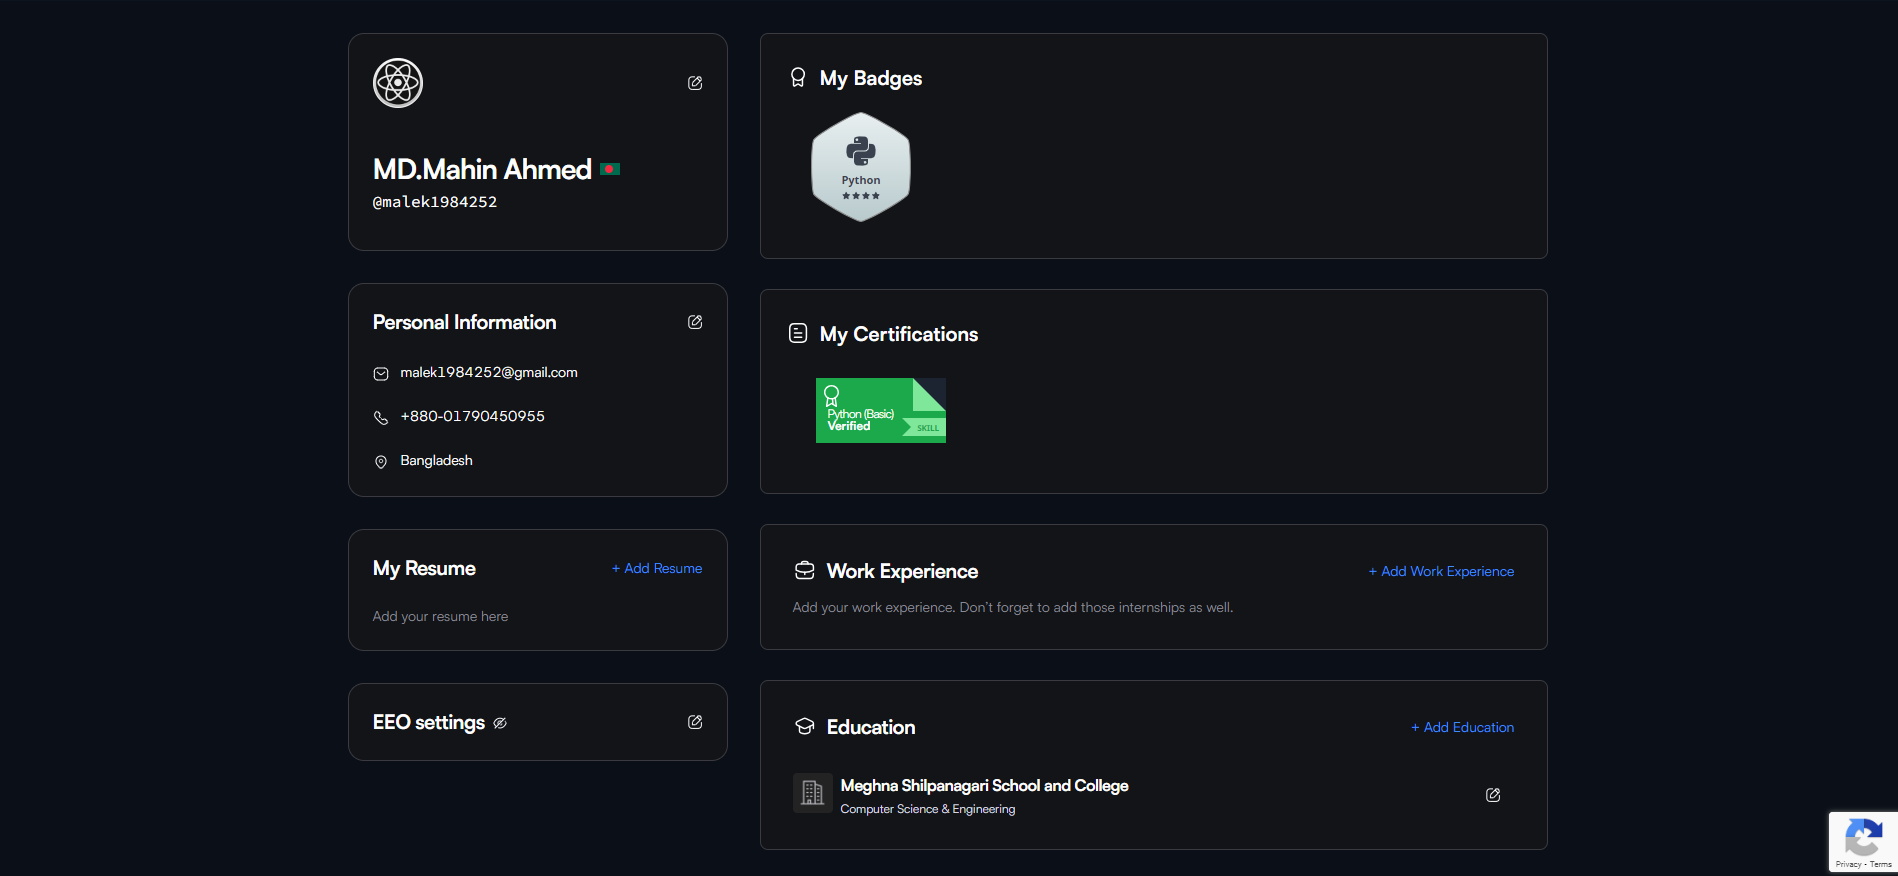 MD.Mahin Ahmed
@malek1984252
Personal Information
malek1984252@gmail.com
+880-01790450955
Bangladesh
My Resume
+ Add Resume
Add your resume here
EEO settings
My Badges
Python
My Certifications
Python (Basic)
Verified
SKILL
Work Experience
+ Add Work Experience
Add your work experience. Don't forget to add those internships as well.
Education
+ Add Education
Meghna Shilpanagari School and College
Computer Science & Engineering
Privacy - Terms